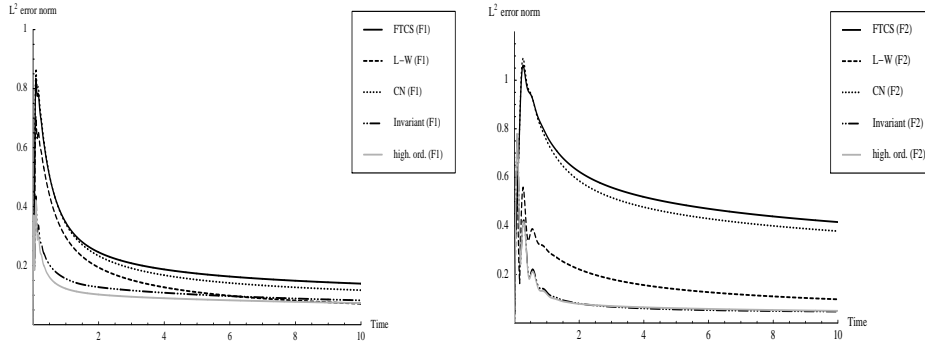 L² error norm
1
0.8
0.6
0.4
0.2
2
4
6
8
10
Time
FTCS (F1)
L-W (F1)
CN (F1)
Invariant (F1)
high. ord. (F1)
L² error norm
1
0.8
0.6
0.4
0.2
2
4
6
8
10
Time
FTCS (F2)
L-W (F2)
CN (F2)
Invariant (F2)
high. ord. (F2)